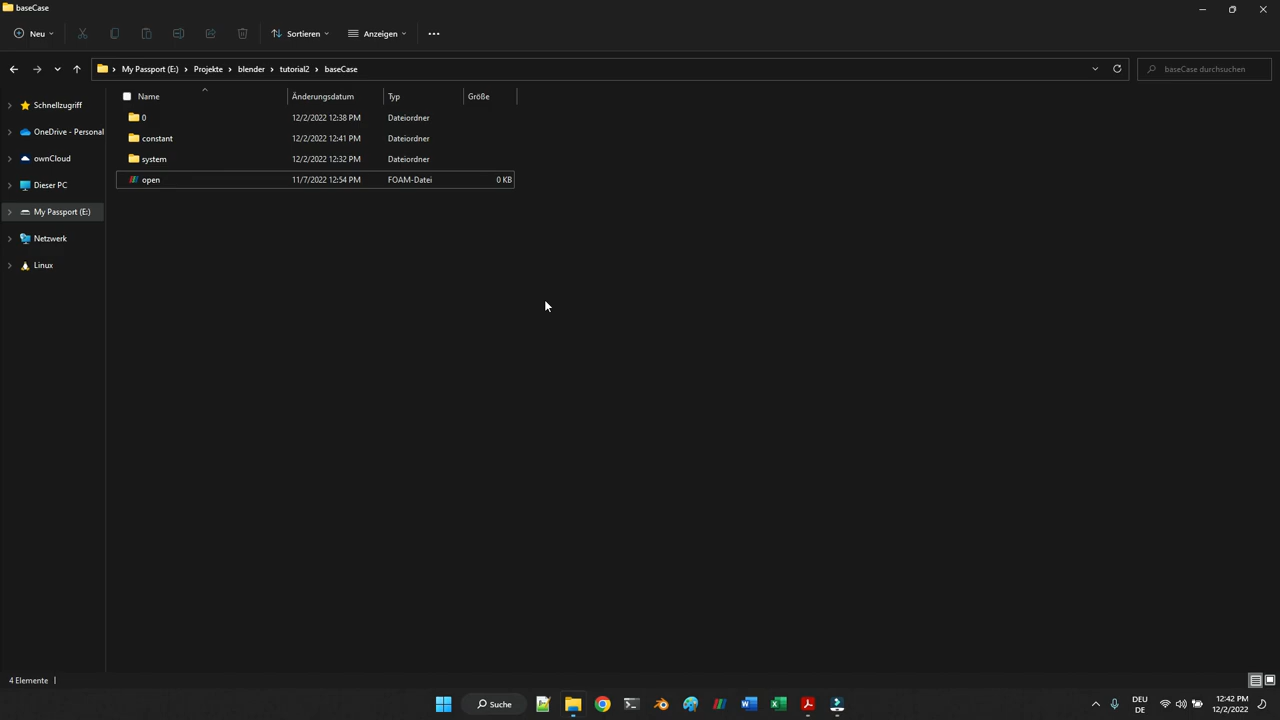 baseCase
Neu
Sortieren
Anzeigen
My Passport (E:) Projekte blender tutorial2 baseCase
baseCase durchsuchen
Name Änderungsdatum Typ Größe
0 12/2/2022 12:38 PM Dateiordner
constant 12/2/2022 12:41 PM Dateiordner
system 12/2/2022 12:32 PM Dateiordner
open 11/7/2022 12:54 PM FOAM-Datei 0 KB
Schnellzugriff
OneDrive - Personal
ownCloud
Dieser PC
My Passport (E:)
Netzwerk
Linux
4 Elemente
Suche
DEU
DE
12:42 PM
12/2/2022